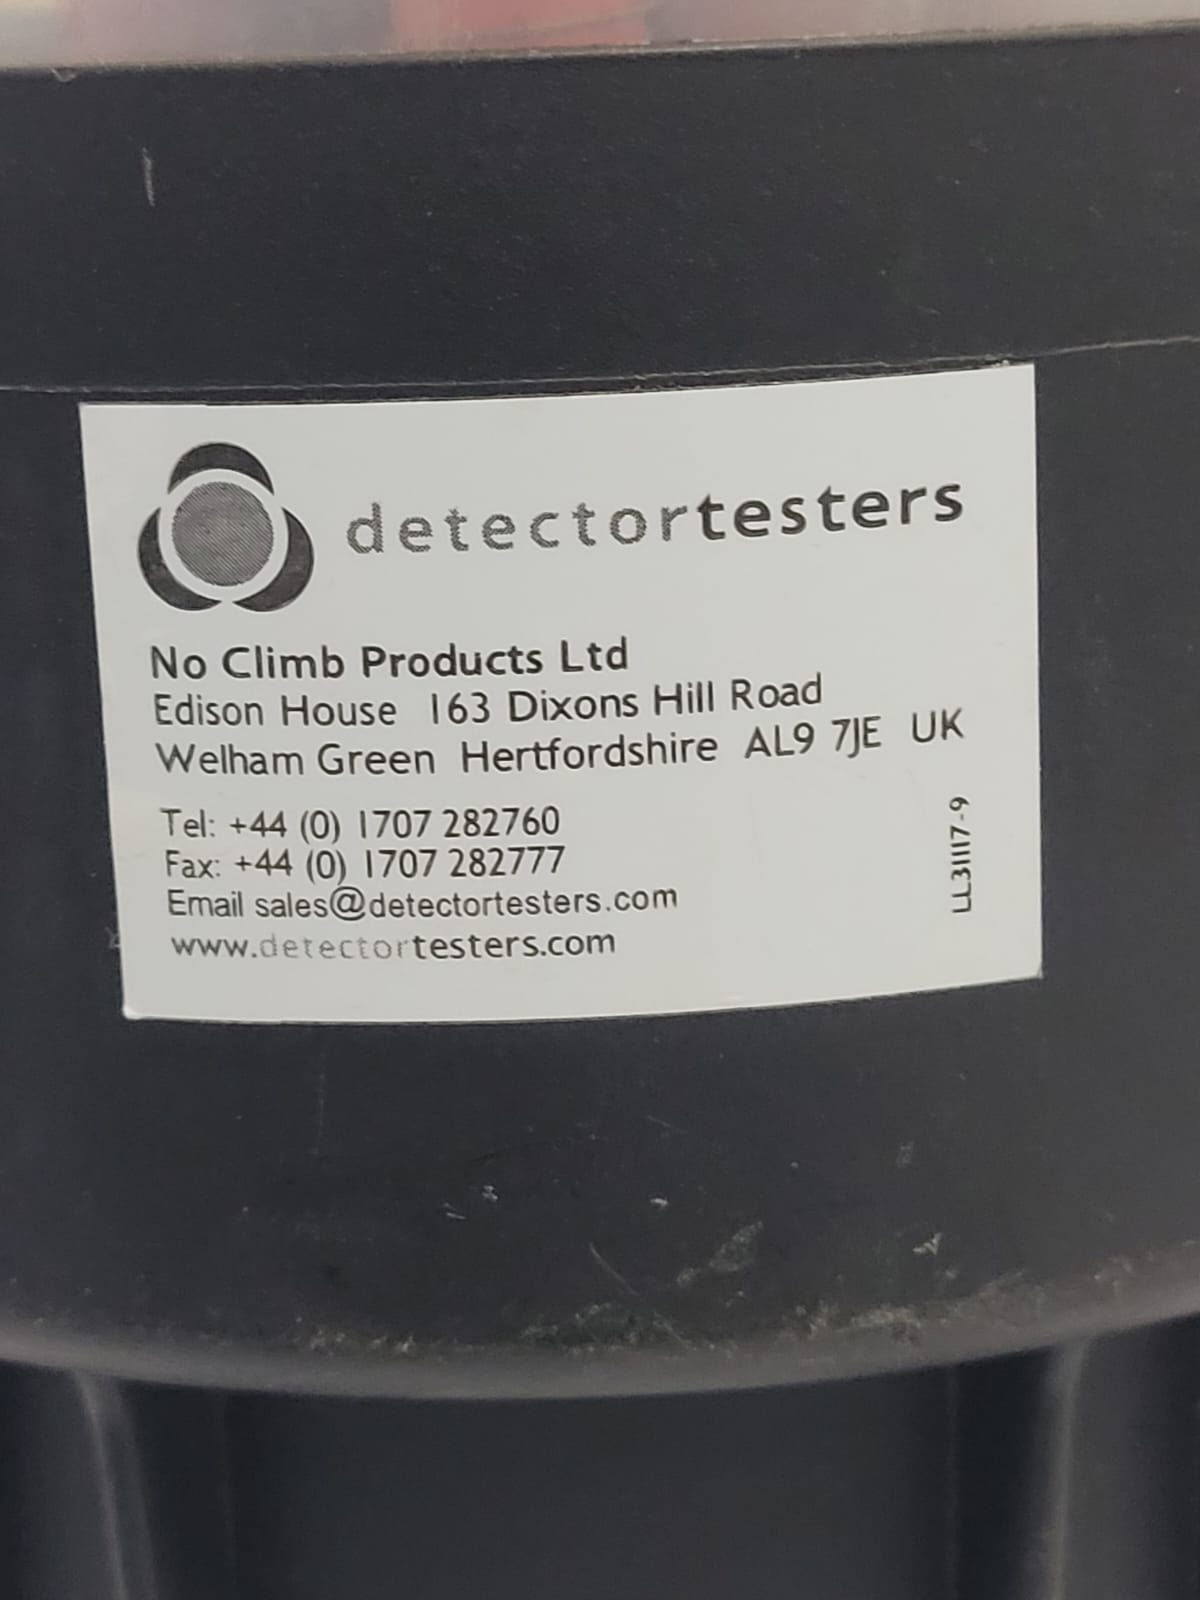 detectortesters
No Climb Products Ltd
Edison House 163 Dixons Hill Road
Welham Green Hertfordshire AL9 7JE UK
Tel: +44 (0) 1707 282760
Fax: +44 (0) 1707 282777
Email sales@detectortesters.com
www.detectortesters.com
LL31117-9